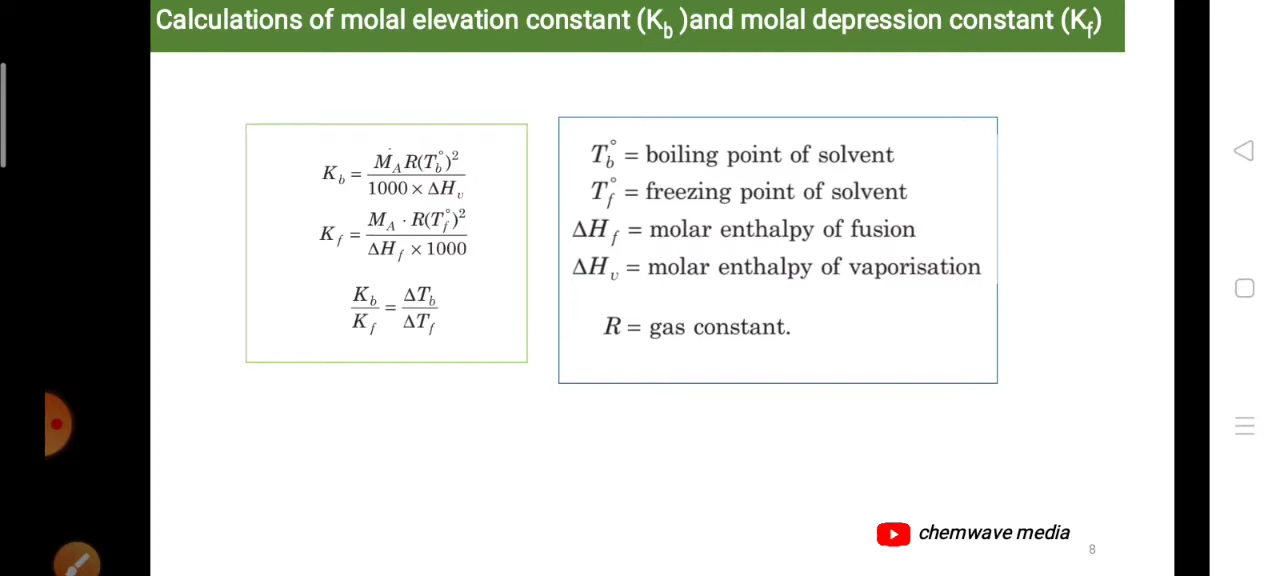 Calculations of molal elevation constant (K_b )and molal depression constant (K_f)
K_b = M_A R(T_b°)² / 1000 × ΔH_v
K_f = M_A · R(T_f°)² / ΔH_f × 1000
K_b / K_f = ΔT_b / ΔT_f
T_b° = boiling point of solvent
T_f° = freezing point of solvent
ΔH_f = molar enthalpy of fusion
ΔH_v = molar enthalpy of vaporisation
R = gas constant.
chemwave media
8